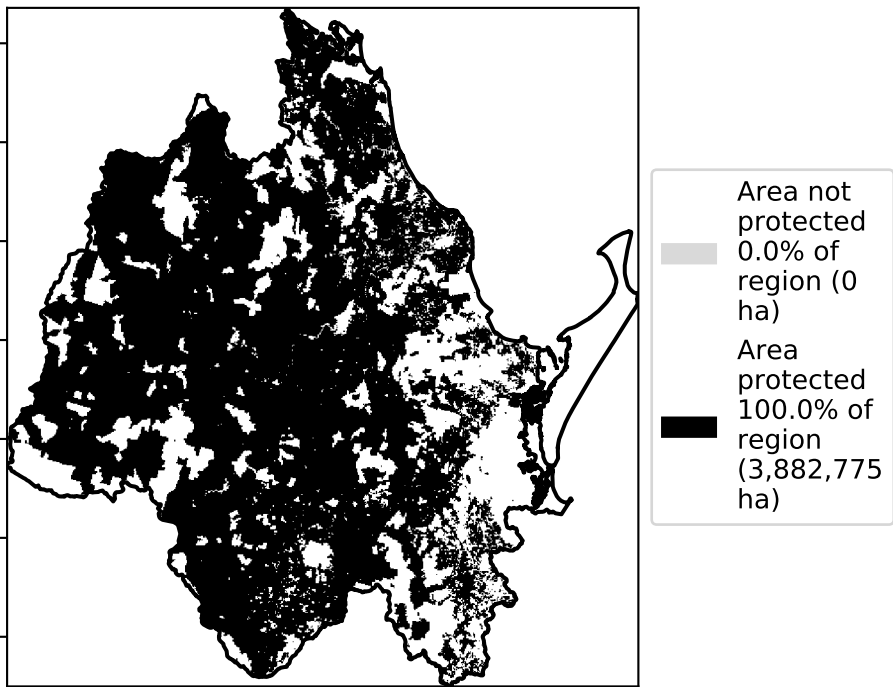 Area not
protected
0.0% of
region (0
ha)
Area
protected
100.0% of
region
(3,882,775
ha)